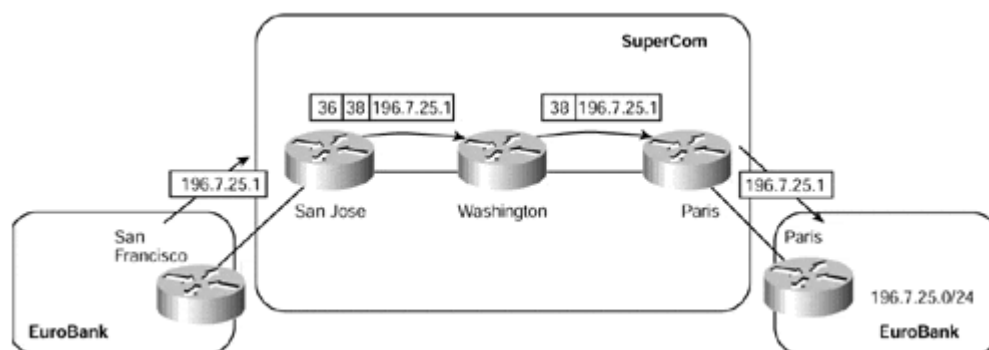 SuperCom
36 38 196.7.25.1
38 196.7.25.1
196.7.25.1
196.7.25.1
San Jose
Washington
Paris
San
Francisco
Paris
196.7.25.0/24
EuroBank
EuroBank